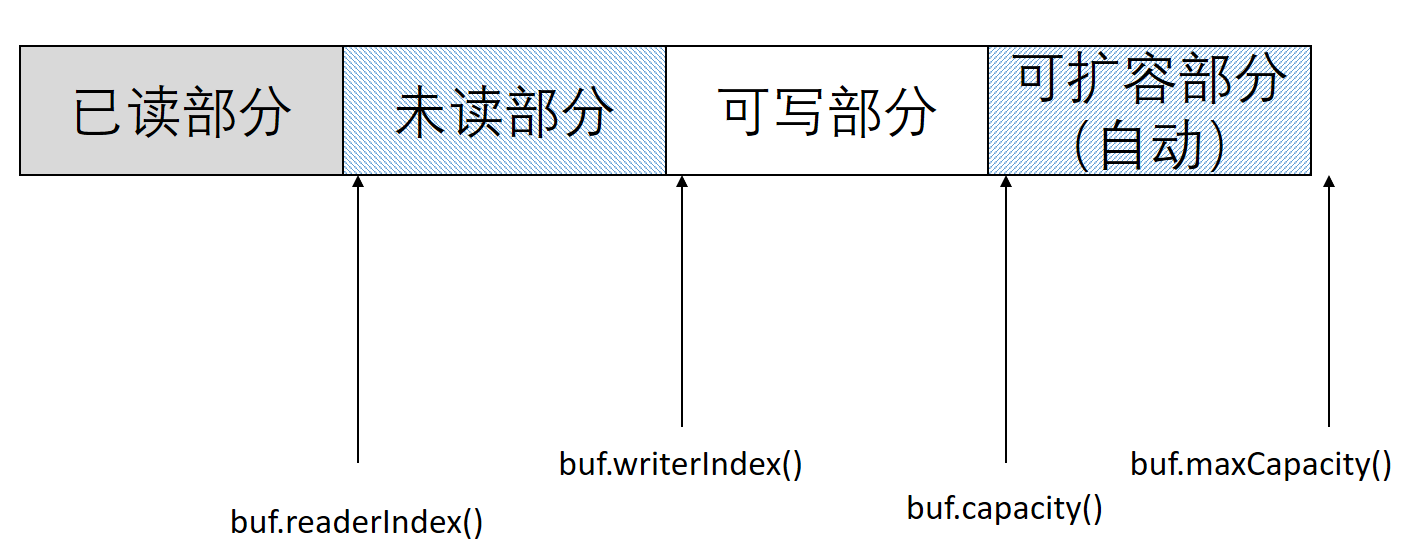 已读部分
未读部分
可写部分
可扩容部分
（自动）
buf.writerIndex()
buf.maxCapacity()
buf.capacity()
buf.readerIndex()